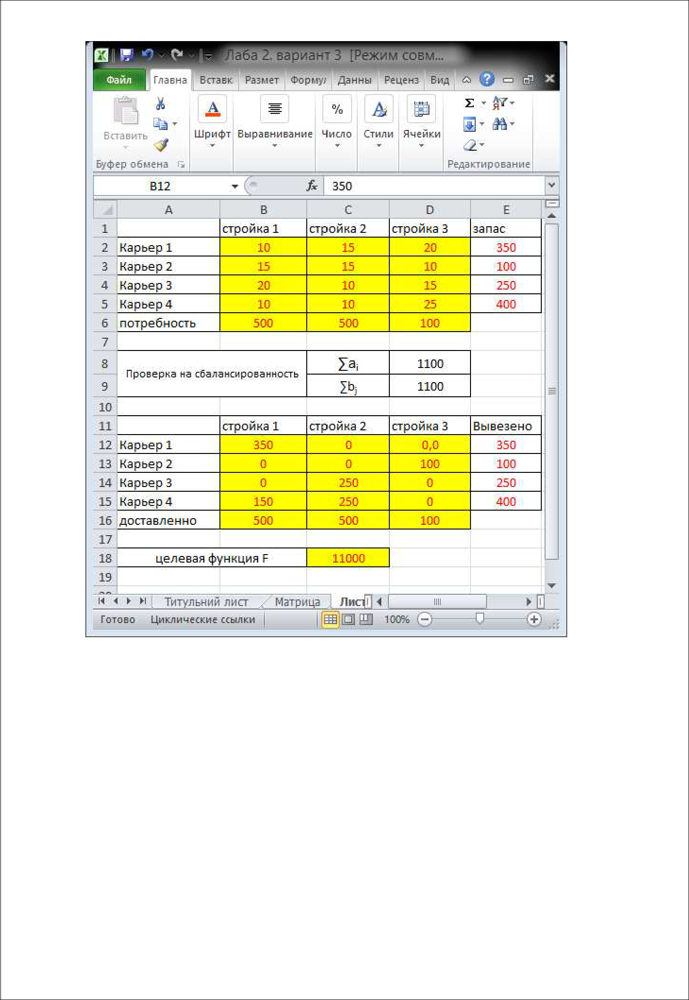 Лаба 2. вариант 3 [Режим совм...
Файл Главна Вставк Размет Форму Данны Реценз Вид
Вставить Шрифт Выравнивание Число Стили Ячейки
Буфер обмена Редактирование
B12 fx 350
A B C D E
1 стройка 1 стройка 2 стройка 3 запас
2 Карьер 1 10 15 20 350
3 Карьер 2 15 15 10 100
4 Карьер 3 20 10 15 250
5 Карьер 4 10 10 25 400
6 потребность 500 500 100
7
8 ∑ai 1100
Проверка на сбалансированность
9 ∑bj 1100
10
11 стройка 1 стройка 2 стройка 3 Вывезено
12 Карьер 1 350 0 0,0 350
13 Карьер 2 0 0 100 100
14 Карьер 3 0 250 0 250
15 Карьер 4 150 250 0 400
16 доставленно 500 500 100
17
18 целевая функция F 11000
19
Титульний лист Матрица Лист
Готово Циклические ссылки 100%